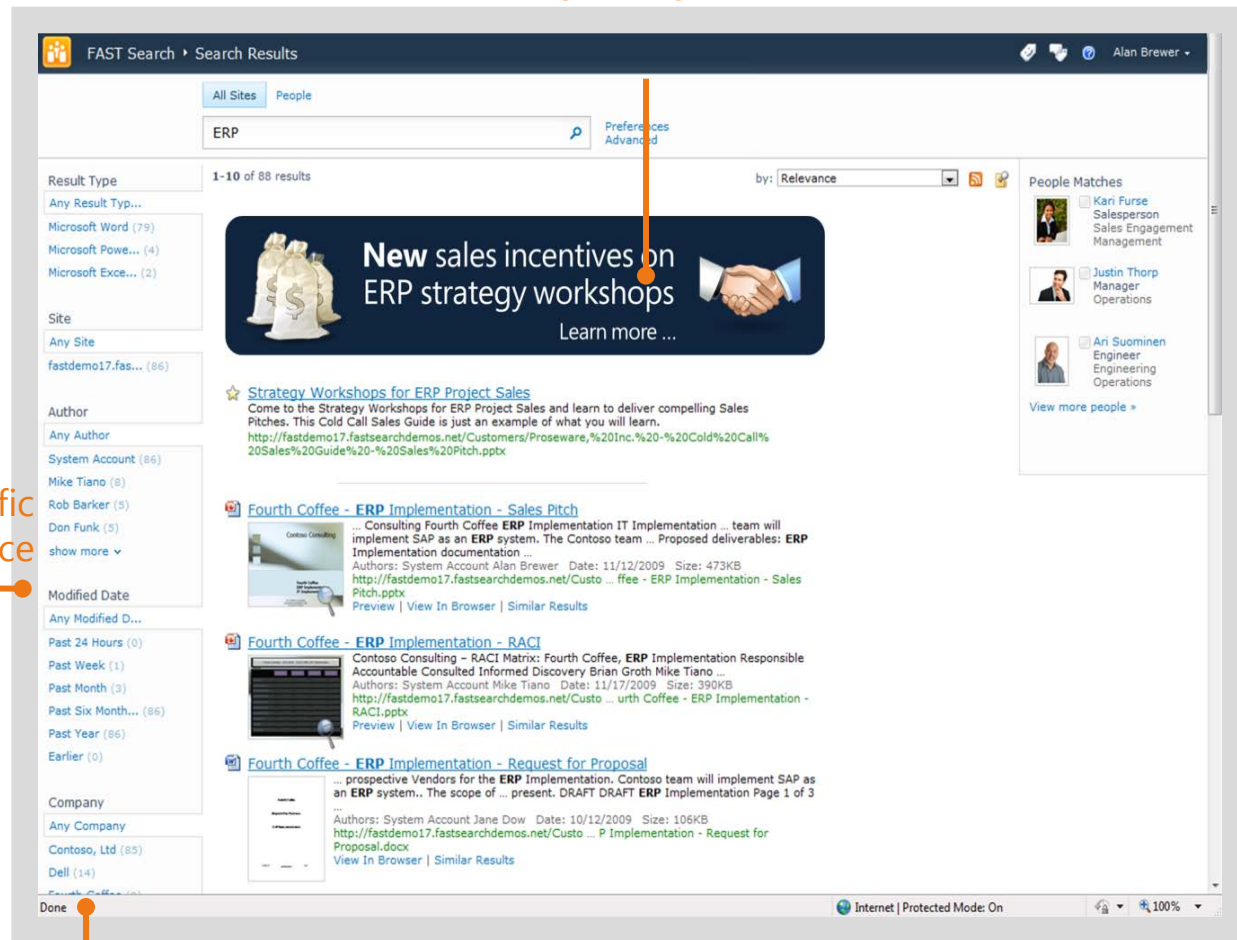 FAST Search ▸ Search Results
Alan Brewer
All Sites People
ERP
Preferences
Advanced
Result Type
Any Result Typ...
Microsoft Word (79)
Microsoft Powe... (4)
Microsoft Exce... (2)
Site
Any Site
fastdemo17.fas... (86)
Author
Any Author
System Account (86)
Mike Tiano (8)
Rob Barker (5)
Don Funk (5)
show more
fic
ce
Modified Date
Any Modified D...
Past 24 Hours (0)
Past Week (1)
Past Month (3)
Past Six Month... (86)
Past Year (86)
Earlier (0)
Company
Any Company
Contoso, Ltd (85)
Dell (14)
1-10 of 88 results
by: Relevance
New sales incentives on
ERP strategy workshops
Learn more ...
Strategy Workshops for ERP Project Sales
Come to the Strategy Workshops for ERP Project Sales and learn to deliver compelling Sales
Pitches. This Cold Call Sales Guide is just an example of what you will learn.
http://fastdemo17.fastsearchdemos.net/Customers/Proseware,%20Inc.%20-%20Cold%20Call%
20Sales%20Guide%20-%20Sales%20Pitch.pptx
Fourth Coffee - ERP Implementation - Sales Pitch
... Consulting Fourth Coffee ERP Implementation IT Implementation ... team will
implement SAP as an ERP system. The Contoso team ... Proposed deliverables: ERP
Implementation documentation ...
Authors: System Account Alan Brewer Date: 11/12/2009 Size: 473KB
http://fastdemo17.fastsearchdemos.net/Custo ... ffee - ERP Implementation - Sales
Pitch.pptx
Preview | View In Browser | Similar Results
Contoso Consulting
Fourth Coffee - ERP Implementation - RACI
Contoso Consulting – RACI Matrix: Fourth Coffee, ERP Implementation Responsible
Accountable Consulted Informed Discovery Brian Groth Mike Tiano ...
Authors: System Account Mike Tiano Date: 11/17/2009 Size: 390KB
http://fastdemo17.fastsearchdemos.net/Custo ... urth Coffee - ERP Implementation -
RACI.pptx
Preview | View In Browser | Similar Results
Fourth Coffee - ERP Implementation - Request for Proposal
... prospective Vendors for the ERP Implementation. Contoso team will implement SAP as
an ERP system.. The scope of ... present. DRAFT DRAFT ERP Implementation Page 1 of 3
...
Authors: System Account Jane Dow Date: 10/12/2009 Size: 106KB
http://fastdemo17.fastsearchdemos.net/Custo ... P Implementation - Request for
Proposal.docx
View In Browser | Similar Results
People Matches
Kari Furse
Salesperson
Sales Engagement
Management
Justin Thorp
Manager
Operations
Ari Suominen
Engineer
Engineering
Operations
View more people »
Done
Internet | Protected Mode: On
100%